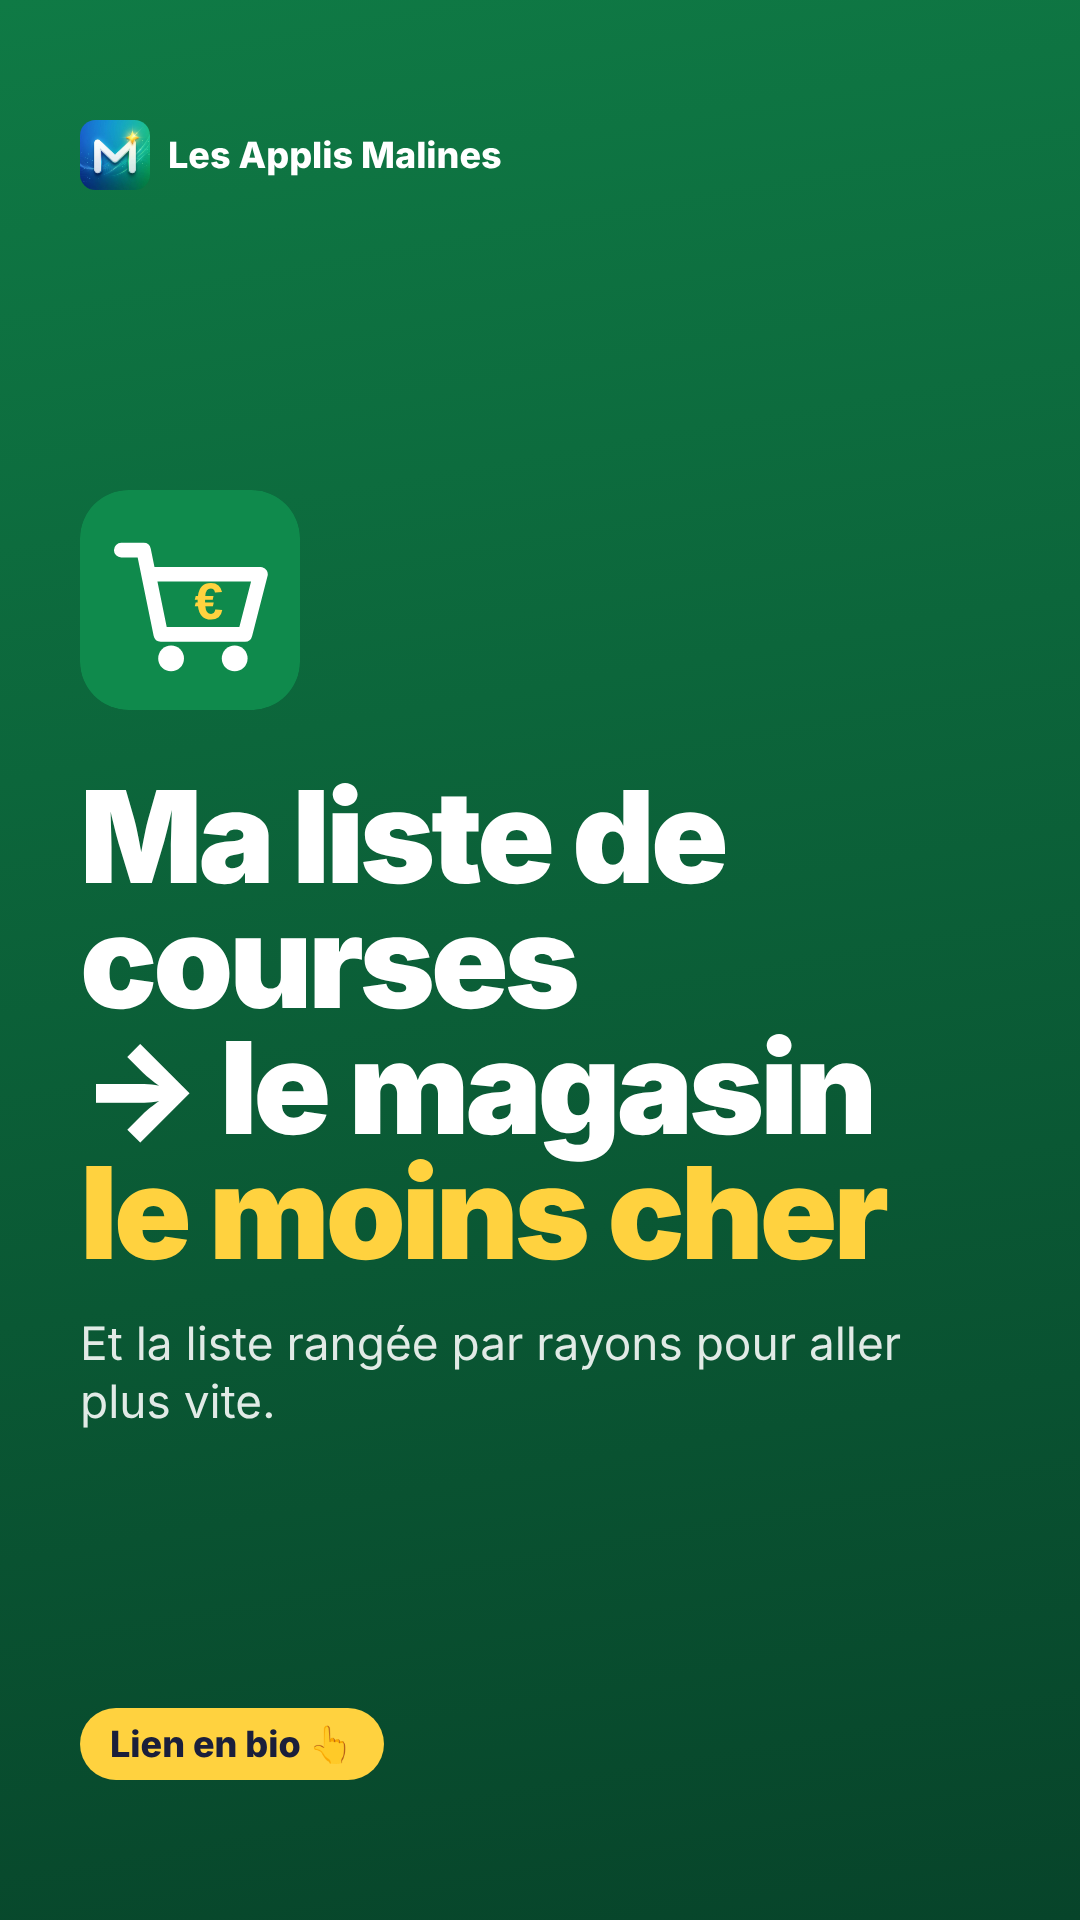 Les Applis Malines
€
Ma liste de
courses
→ le magasin
le moins cher
Et la liste rangée par rayons pour aller
plus vite.
Lien en bio 👆